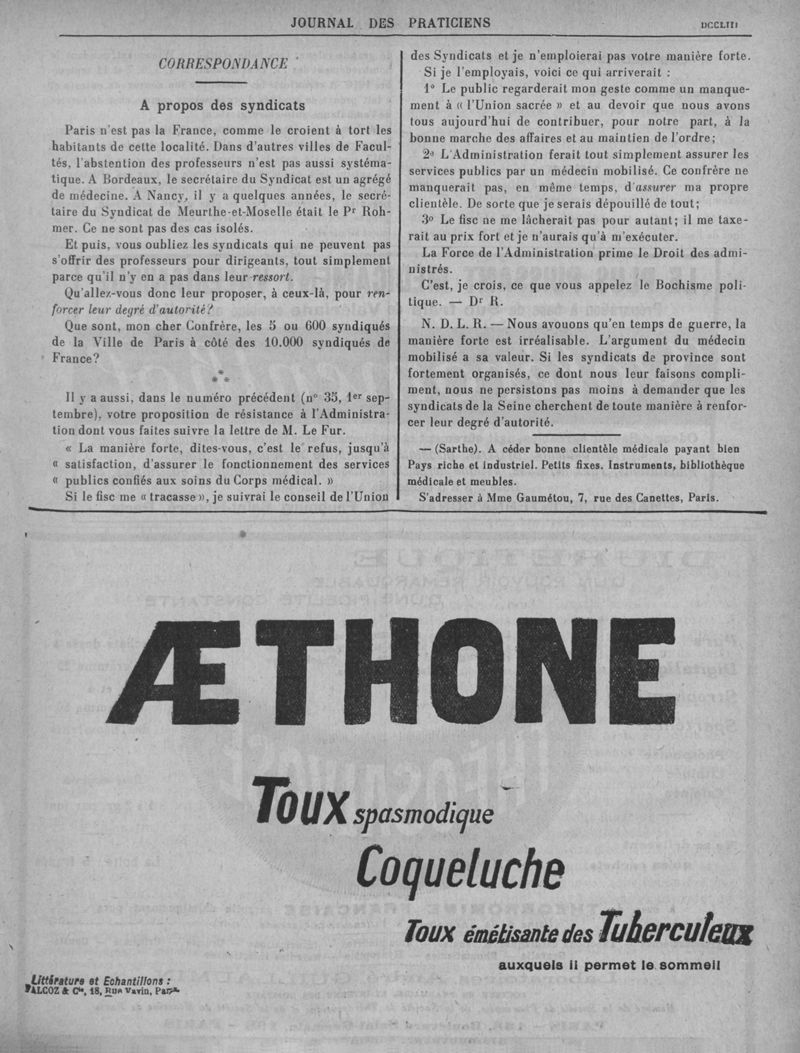 JOURNAL DES PRATICIENS
DCCLIII
CORRESPONDANCE
A propos des syndicats
Paris n'est pas la France, comme le croient à tort les
habitants de cette localité. Dans d'autres villes de Facul-
tés, l'abstention des professeurs n'est pas aussi systéma-
tique. A Bordeaux, le secrétaire du Syndicat est un agrégé
de médecine. A Nancy, il y a quelques années, le secré-
taire du Syndicat de Meurthe-et-Moselle était le Pr Roh-
mer. Ce ne sont pas des cas isolés.
Et puis, vous oubliez les syndicats qui ne peuvent pas
s'offrir des professeurs pour dirigeants, tout simplement
parce qu'il n'y en a pas dans leur ressort.
Qu'allez-vous donc leur proposer, à ceux-là, pour ren-
forcer leur degré d'autorité?
Que sont, mon cher Confrère, les 5 ou 600 syndiqués
de la Ville de Paris à côté des 10.000 syndiqués de
France?
* * *
Il y a aussi, dans le numéro précédent (n° 35, 1er sep-
tembre), votre proposition de résistance à l'Administra-
tion dont vous faites suivre la lettre de M. Le Fur.
« La manière forte, dites-vous, c'est le refus, jusqu'à
« satisfaction, d'assurer le fonctionnement des services
« publics confiés aux soins du Corps médical. »
Si le fisc me « tracasse », je suivrai le conseil de l'Union
des Syndicats et je n'emploierai pas votre manière forte.
Si je l'employais, voici ce qui arriverait :
1° Le public regarderait mon geste comme un manque-
ment à « l'Union sacrée » et au devoir que nous avons
tous aujourd'hui de contribuer, pour notre part, à la
bonne marche des affaires et au maintien de l'ordre;
2° L'Administration ferait tout simplement assurer les
services publics par un médecin mobilisé. Ce confrère ne
manquerait pas, en même temps, d'assurer ma propre
clientèle. De sorte que je serais dépouillé de tout;
3° Le fisc ne me lâcherait pas pour autant; il me taxe-
rait au prix fort et je n'aurais qu'à m'exécuter.
La Force de l'Administration prime le Droit des admi-
nistrés.
C'est, je crois, ce que vous appelez le Bochisme poli-
tique. — Dr R.
N. D. L. R. — Nous avouons qu'en temps de guerre, la
manière forte est irréalisable. L'argument du médecin
mobilisé a sa valeur. Si les syndicats de province sont
fortement organisés, ce dont nous leur faisons compli-
ment, nous ne persistons pas moins à demander que les
syndicats de la Seine cherchent de toute manière à renfor-
cer leur degré d'autorité.
— (Sarthe). A céder bonne clientèle médicale payant bien
Pays riche et industriel. Petits fixes. Instruments, bibliothèque
médicale et meubles.
S'adresser à Mme Gaumétou, 7, rue des Canettes, Paris.
ÆTHONE
Toux spasmodique
Coqueluche
Toux émétisante des Tuberculeux
auxquels il permet le sommeil
Littérature et Echantillons :
FALCOZ & Cie, 18, Rue Vavin, Paris.